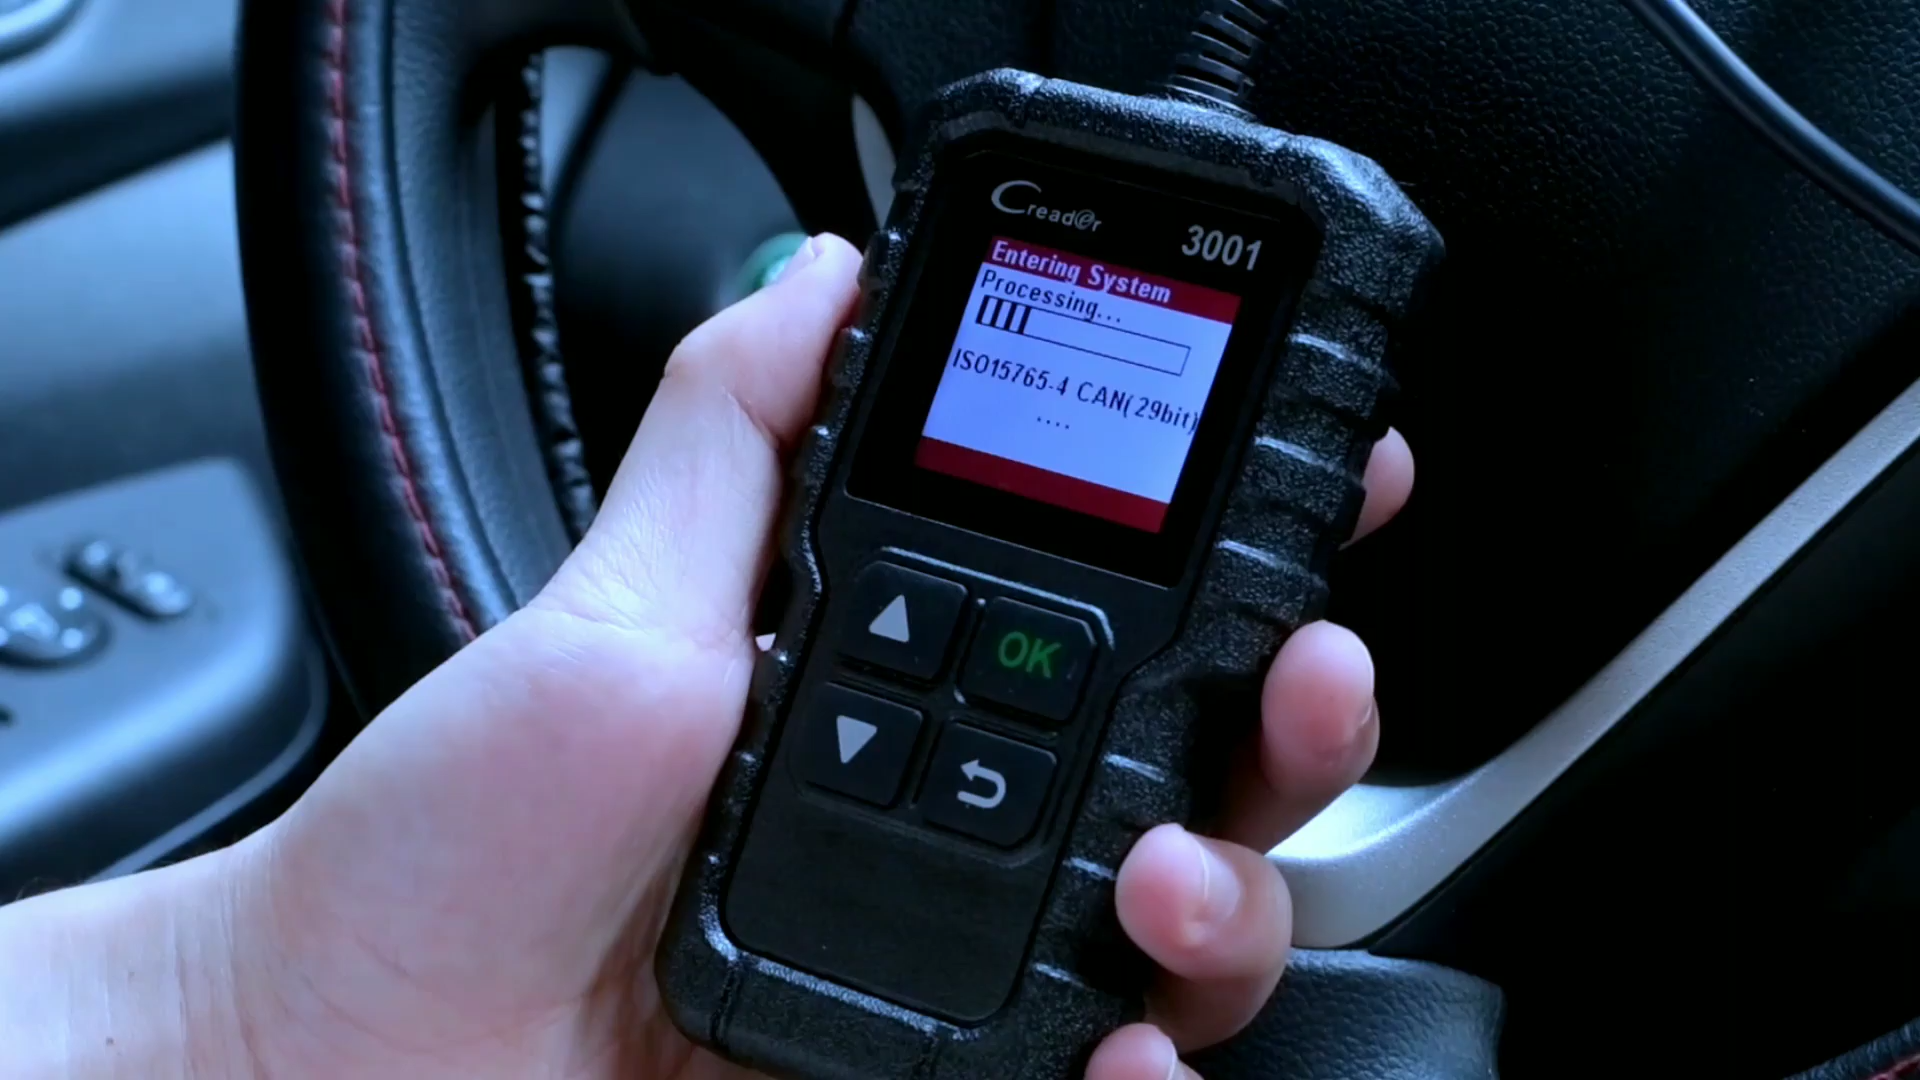 Creader
3001
Entering System
Processing...
ISO15765-4 CAN(29bit)
....
OK